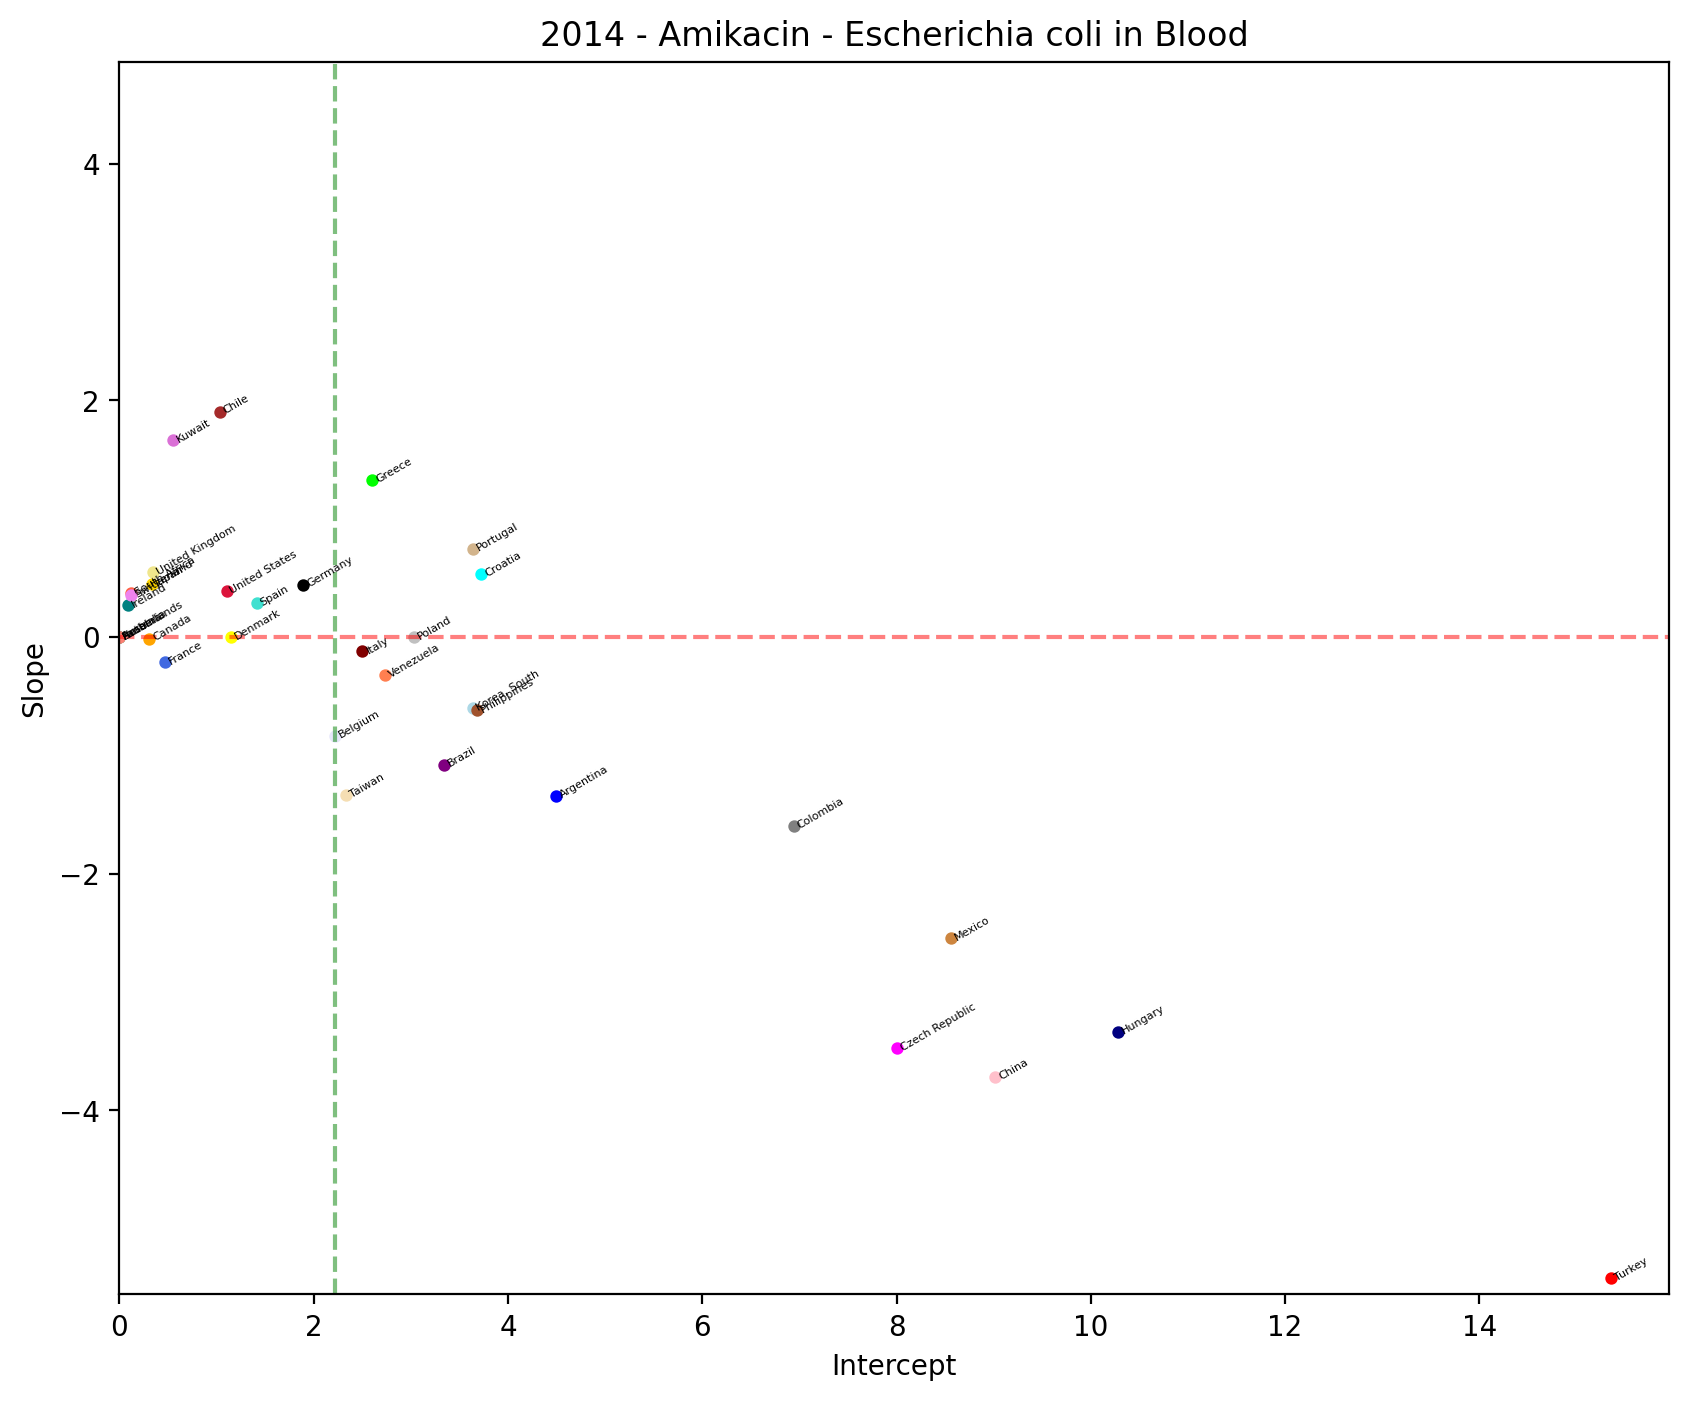 2014 - Amikacin - Escherichia coli in Blood
4
2
0
−2
−4
Slope
Chile
Kuwait
Greece
Portugal
United Kingdom
Croatia
United States
Germany
Ireland
Spain
Canada
Denmark
Poland
France
Italy
Venezuela
Korea, South
Philippines
Belgium
Brazil
Taiwan
Argentina
Colombia
Mexico
Czech Republic
Hungary
China
Turkey
0
2
4
6
8
10
12
14
Intercept